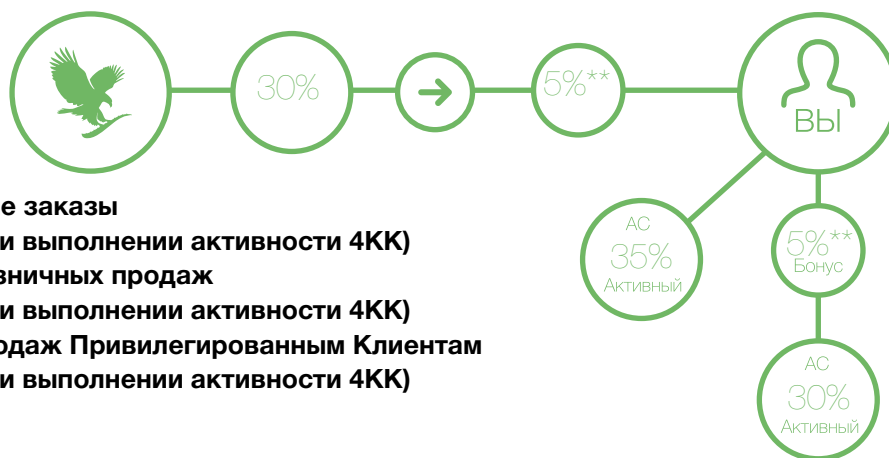 30%
5%**
ВЫ
е заказы
и выполнении активности 4КК)
зничных продаж
и выполнении активности 4КК)
одаж Привилегированным Клиентам
и выполнении активности 4КК)
АС
35%
Активный
5%**
Бонус
АС
30%
Активный